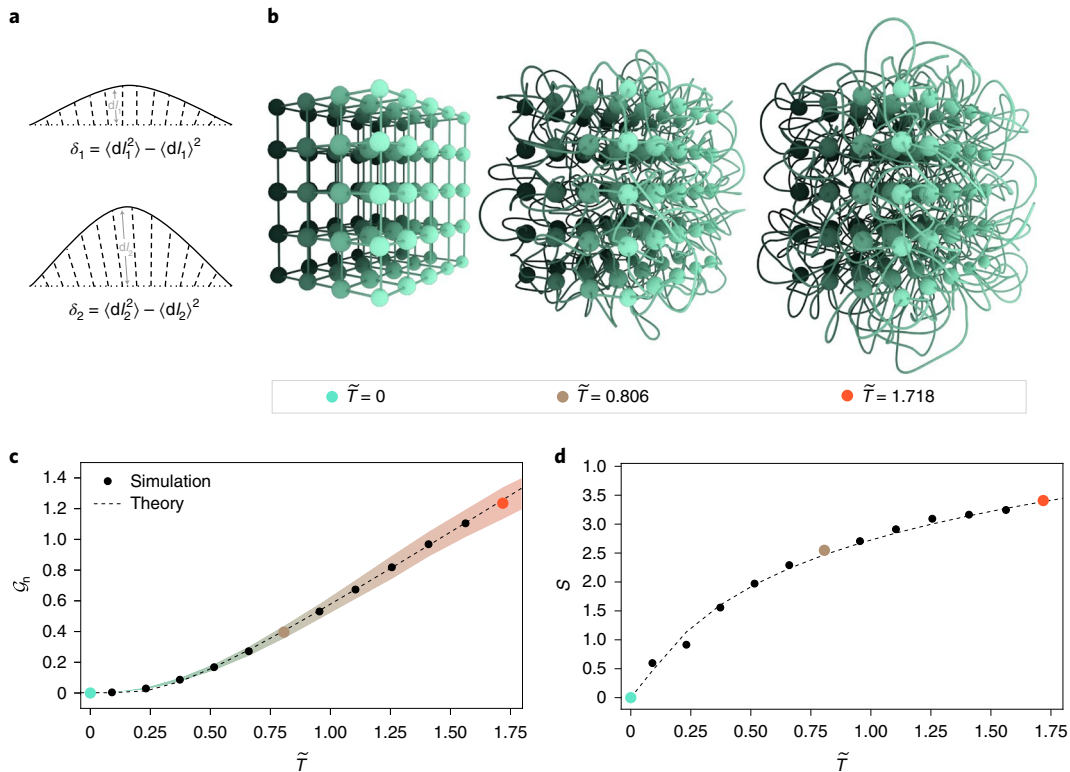 a
dl₁
δ₁ = ⟨dl₁²⟩ − ⟨dl₁⟩²
dl₂
δ₂ = ⟨dl₂²⟩ − ⟨dl₂⟩²
b
T̃ = 0
T̃ = 0.806
T̃ = 1.718
c
1.4
1.2
1.0
0.8
0.6
0.4
0.2
0
𝒢ₙ
Simulation
Theory
0 0.25 0.50 0.75 1.00 1.25 1.50 1.75
T̃
d
1.0
3.5
3.0
2.5
2.0
1.5
1.0
0.5
0
S
0 0.25 0.50 0.75 1.00 1.25 1.50 1.75
T̃